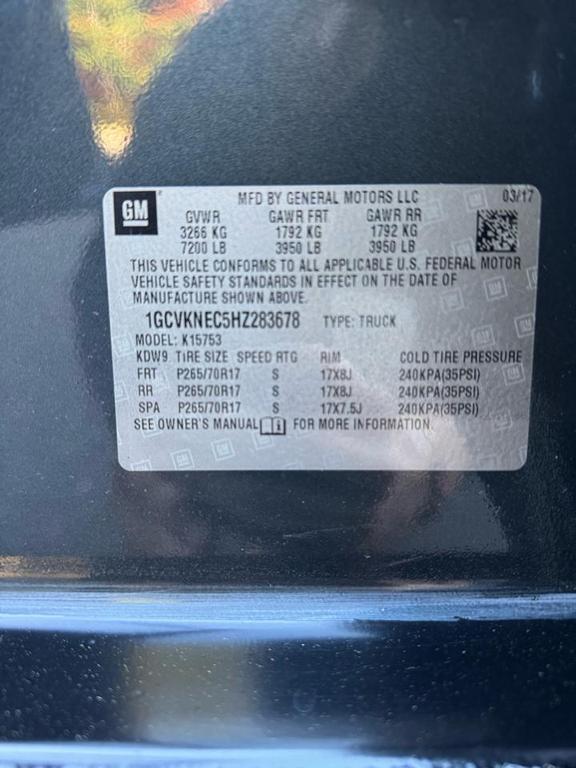 GM
MFD BY GENERAL MOTORS LLC 03/17
GVWR GAWR FRT GAWR RR
3266 KG 1792 KG 1792 KG
7200 LB 3950 LB 3950 LB
THIS VEHICLE CONFORMS TO ALL APPLICABLE U.S. FEDERAL MOTOR
VEHICLE SAFETY STANDARDS IN EFFECT ON THE DATE OF
MANUFACTURE SHOWN ABOVE.
1GCVKNEC5HZ283678 TYPE: TRUCK
MODEL: K15753
KDW9 TIRE SIZE SPEED RTG RIM COLD TIRE PRESSURE
FRT P265/70R17 S 17X8J 240KPA(35PSI)
RR P265/70R17 S 17X8J 240KPA(35PSI)
SPA P265/70R17 S 17X7.5J 240KPA(35PSI)
SEE OWNER'S MANUAL FOR MORE INFORMATION.